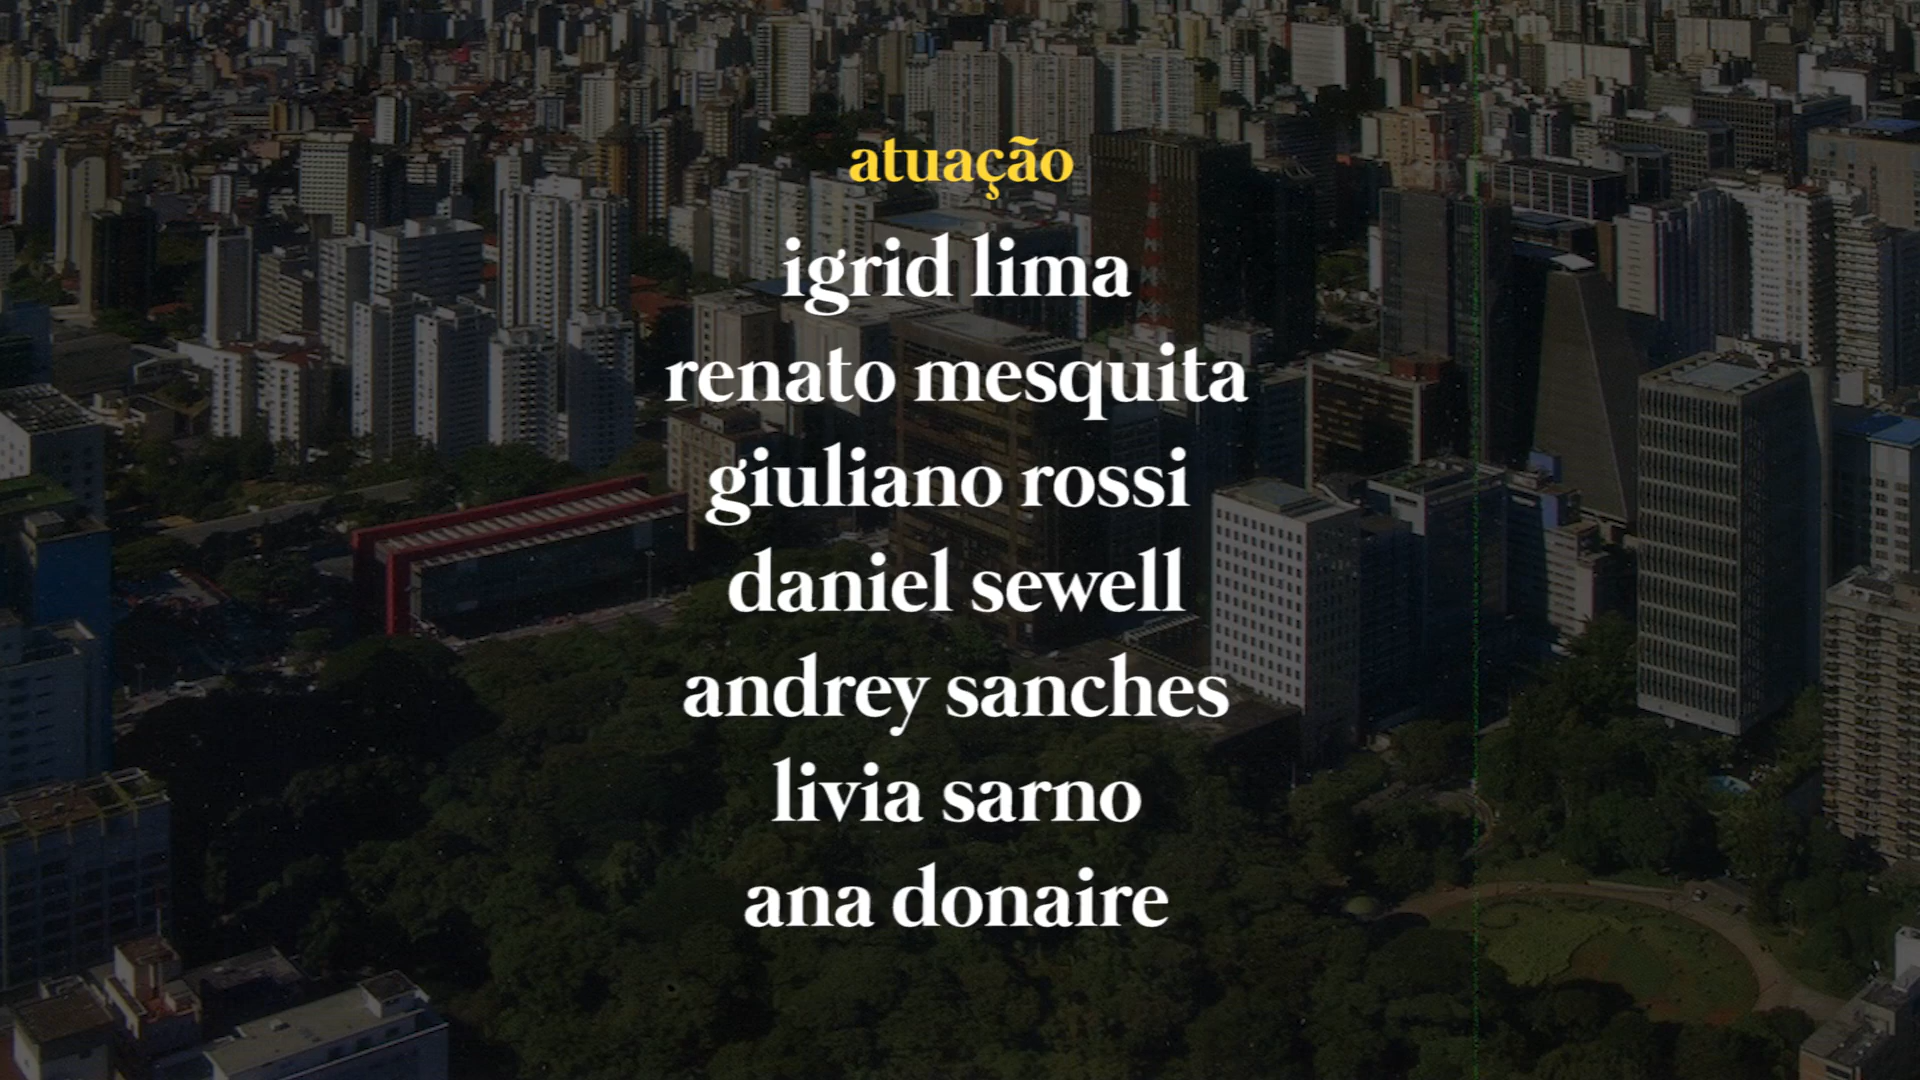 atuação
igrid lima
renato mesquita
giuliano rossi
daniel sewell
andrey sanches
livia sarno
ana donaire